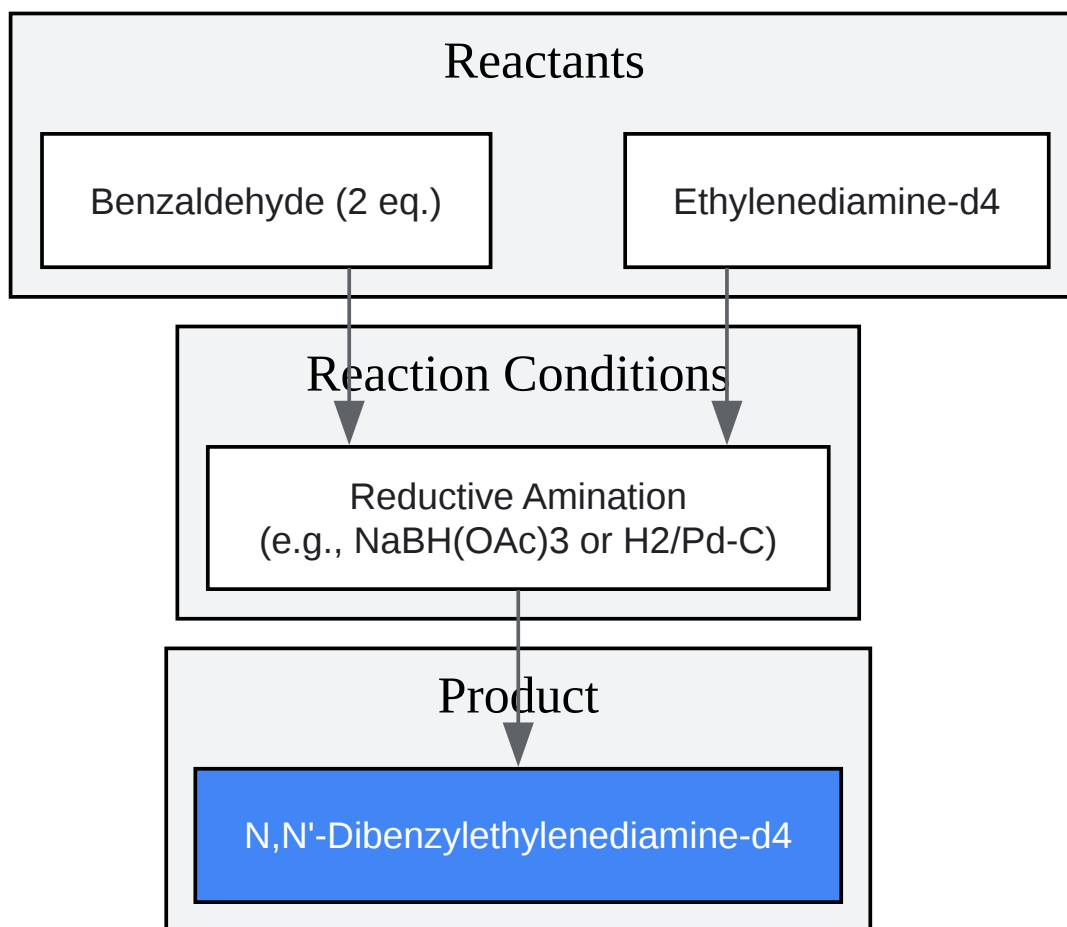 Reactants
Benzaldehyde (2 eq.)
Ethylenediamine-d4
Reaction Conditions
Reductive Amination
(e.g., NaBH(OAc)3 or H2/Pd-C)
Product
N,N'-Dibenzylethylenediamine-d4